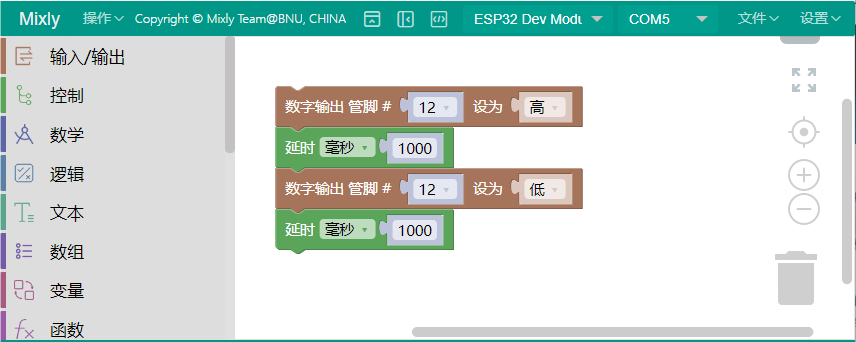 Mixly 操作 Copyright © Mixly Team@BNU, CHINA ESP32 Dev Modu COM5 文件 设置
输入/输出
控制
数学
逻辑
文本
数组
变量
函数
数字输出 管脚 # 12 设为 高
延时 毫秒 1000
数字输出 管脚 # 12 设为 低
延时 毫秒 1000